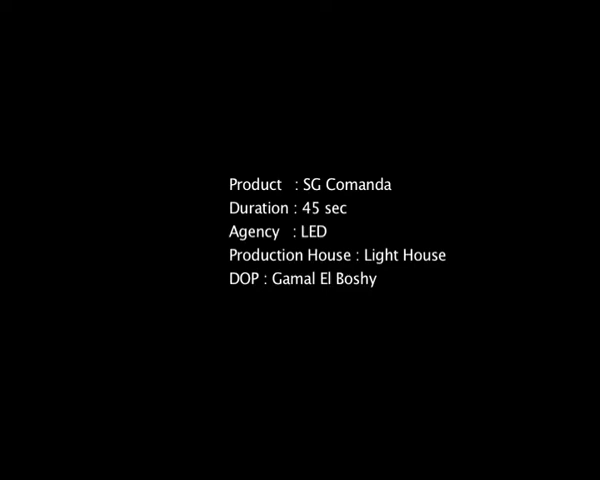 Product : SG Comanda
Duration : 45 sec
Agency : LED
Production House : Light House
DOP : Gamal El Boshy